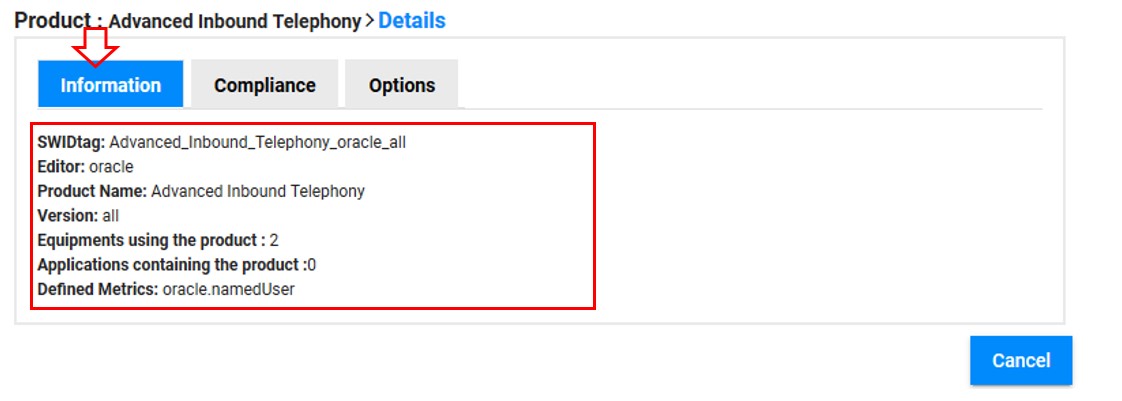 Product : Advanced Inbound Telephony > Details
Information Compliance Options
SWIDtag: Advanced_Inbound_Telephony_oracle_all
Editor: oracle
Product Name: Advanced Inbound Telephony
Version: all
Equipments using the product : 2
Applications containing the product :0
Defined Metrics: oracle.namedUser
Cancel